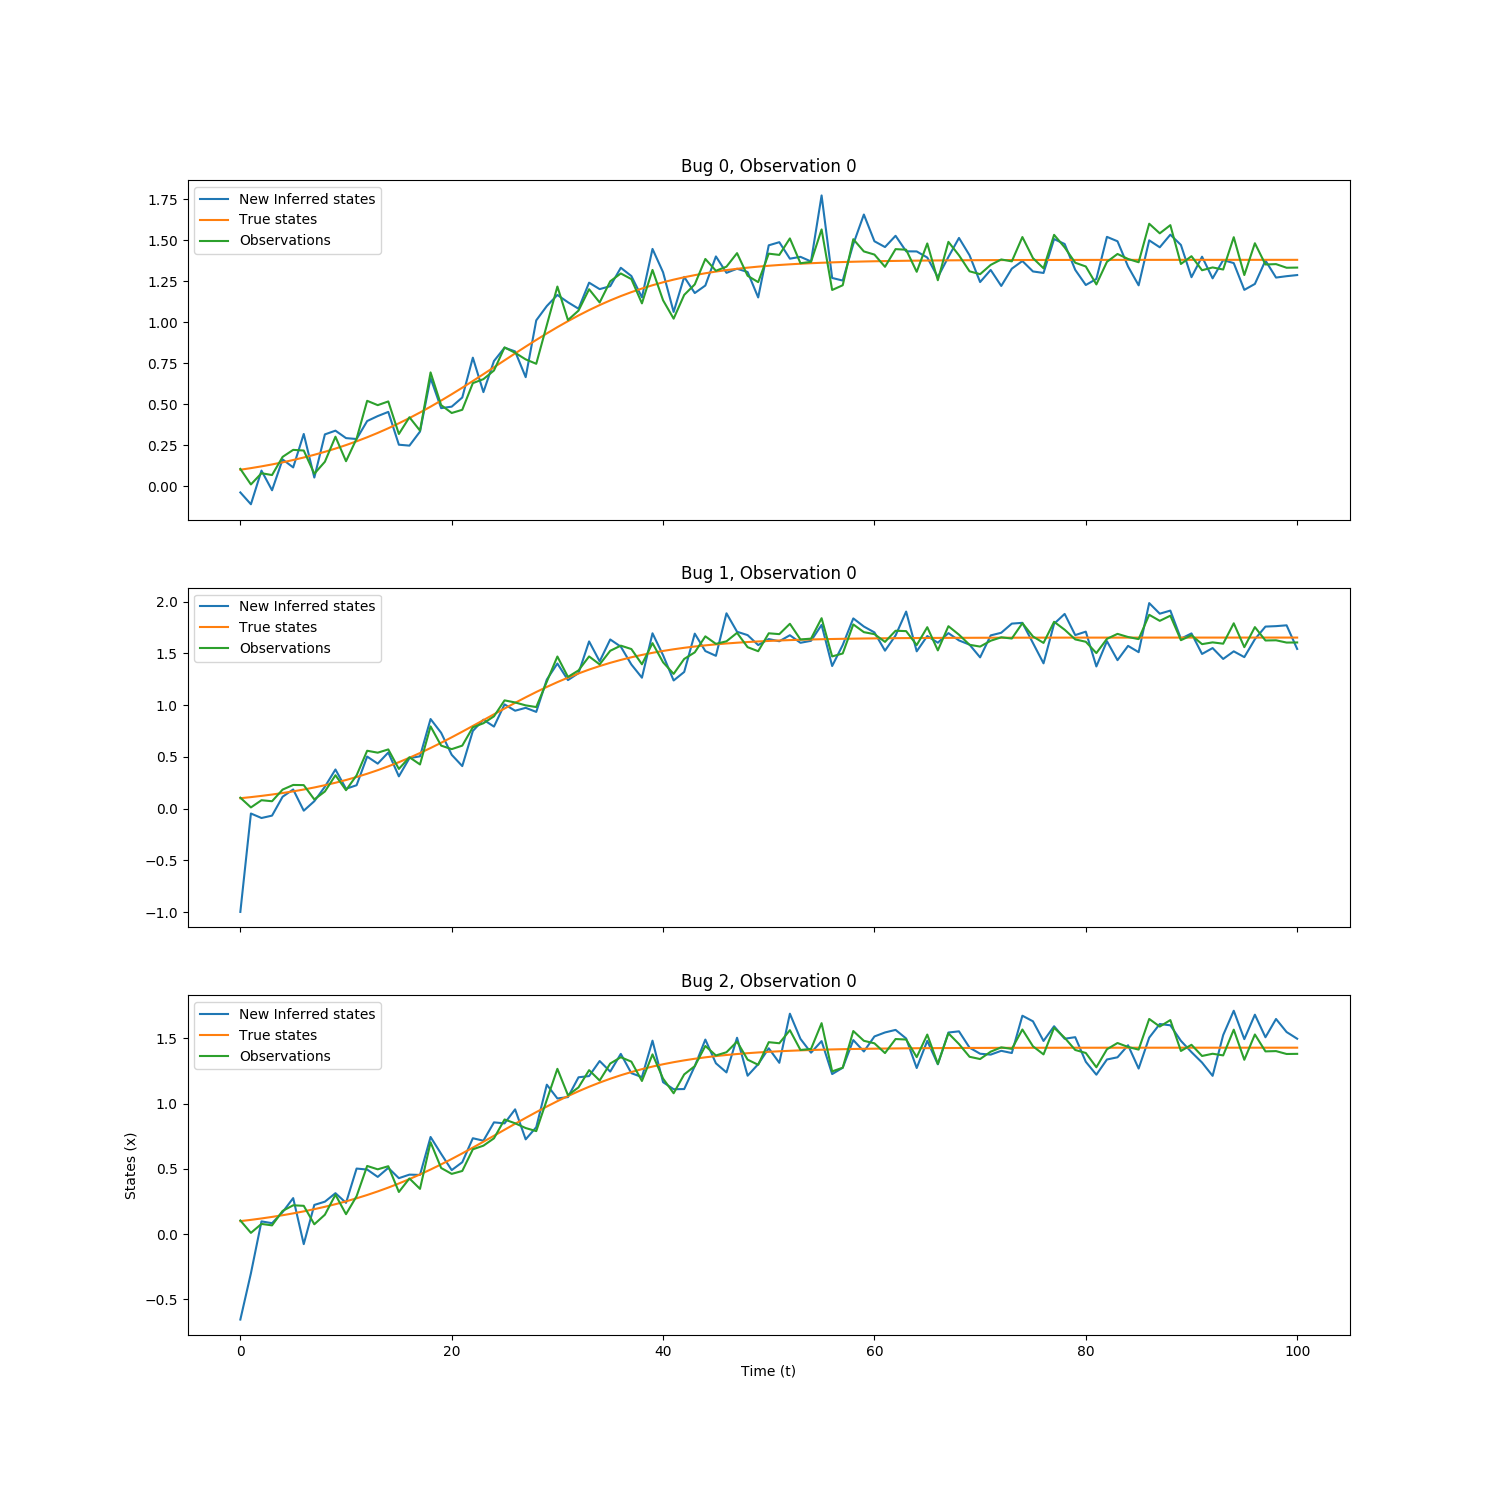 Bug 0, Observation 0
New Inferred states
True states
Observations
1.75
1.50
1.25
1.00
0.75
0.50
0.25
0.00
Bug 1, Observation 0
New Inferred states
True states
Observations
2.0
1.5
1.0
0.5
0.0
−0.5
−1.0
Bug 2, Observation 0
New Inferred states
True states
Observations
1.5
1.0
0.5
0.0
−0.5
States (x)
0 20 40 60 80 100
Time (t)